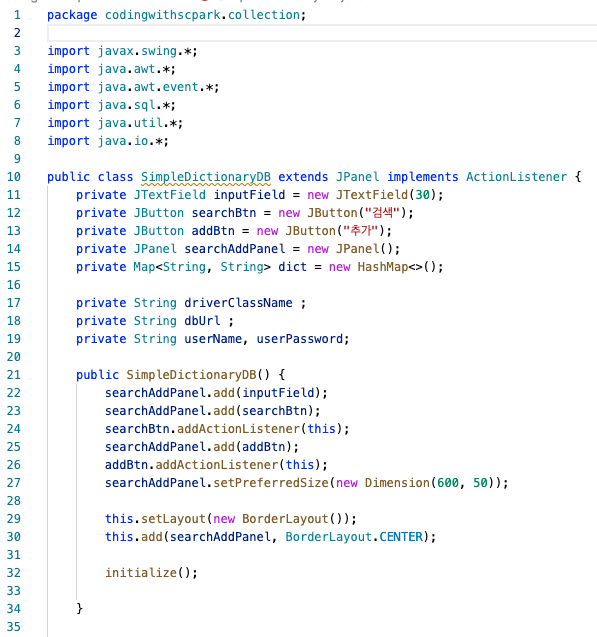 1 package codingwithscpark.collection;
2
3 import javax.swing.*;
4 import java.awt.*;
5 import java.awt.event.*;
6 import java.sql.*;
7 import java.util.*;
8 import java.io.*;
9
10 public class SimpleDictionaryDB extends JPanel implements ActionListener {
11     private JTextField inputField = new JTextField(30);
12     private JButton searchBtn = new JButton("검색");
13     private JButton addBtn = new JButton("추가");
14     private JPanel searchAddPanel = new JPanel();
15     private Map<String, String> dict = new HashMap<>();
16
17     private String driverClassName ;
18     private String dbUrl ;
19     private String userName, userPassword;
20
21     public SimpleDictionaryDB() {
22         searchAddPanel.add(inputField);
23         searchAddPanel.add(searchBtn);
24         searchBtn.addActionListener(this);
25         searchAddPanel.add(addBtn);
26         addBtn.addActionListener(this);
27         searchAddPanel.setPreferredSize(new Dimension(600, 50));
28
29         this.setLayout(new BorderLayout());
30         this.add(searchAddPanel, BorderLayout.CENTER);
31
32         initialize();
33
34     }
35